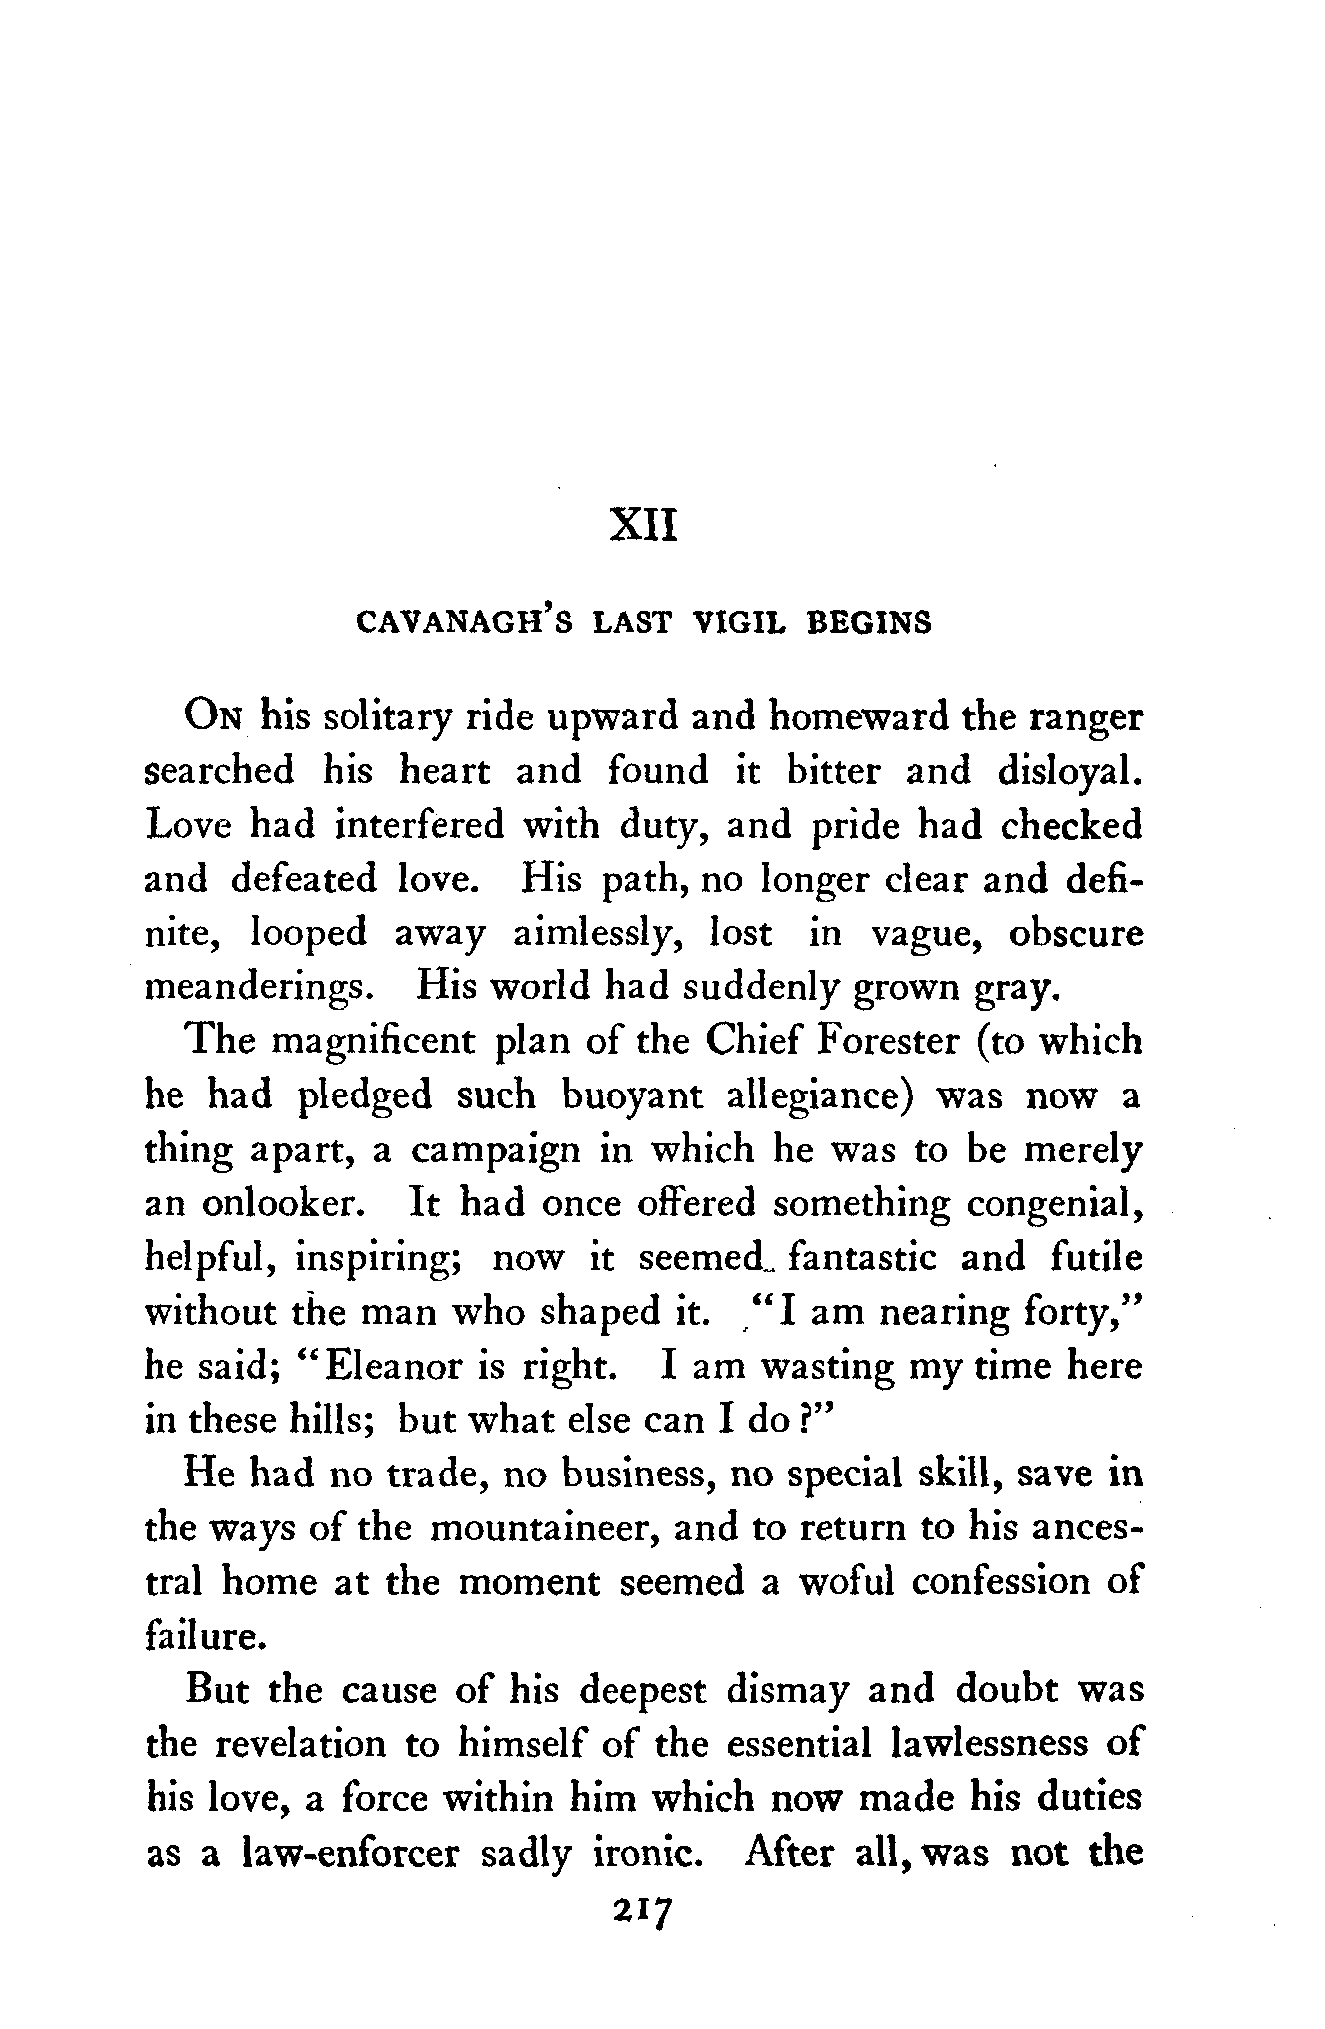 XII
CAVANAGH'S LAST VIGIL BEGINS
ON his solitary ride upward and homeward the ranger
searched his heart and found it bitter and disloyal.
Love had interfered with duty, and pride had checked
and defeated love. His path, no longer clear and defi-
nite, looped away aimlessly, lost in vague, obscure
meanderings. His world had suddenly grown gray.
The magnificent plan of the Chief Forester (to which
he had pledged such buoyant allegiance) was now a
thing apart, a campaign in which he was to be merely
an onlooker. It had once offered something congenial,
helpful, inspiring; now it seemed fantastic and futile
without the man who shaped it. "I am nearing forty,"
he said; "Eleanor is right. I am wasting my time here
in these hills; but what else can I do?"
He had no trade, no business, no special skill, save in
the ways of the mountaineer, and to return to his ances-
tral home at the moment seemed a woful confession of
failure.
But the cause of his deepest dismay and doubt was
the revelation to himself of the essential lawlessness of
his love, a force within him which now made his duties
as a law-enforcer sadly ironic. After all, was not the
217